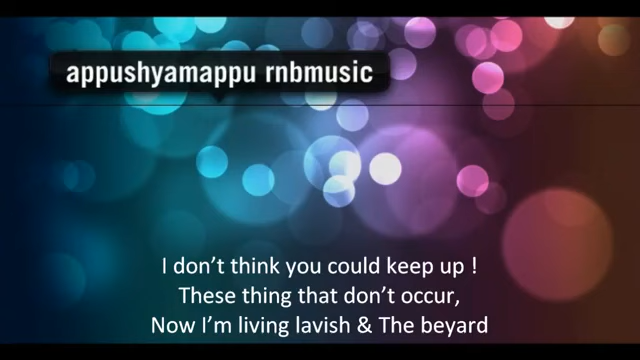 appushyamappu rnbmusic
I don’t think you could keep up !
These thing that don’t occur,
Now I’m living lavish & The beyard